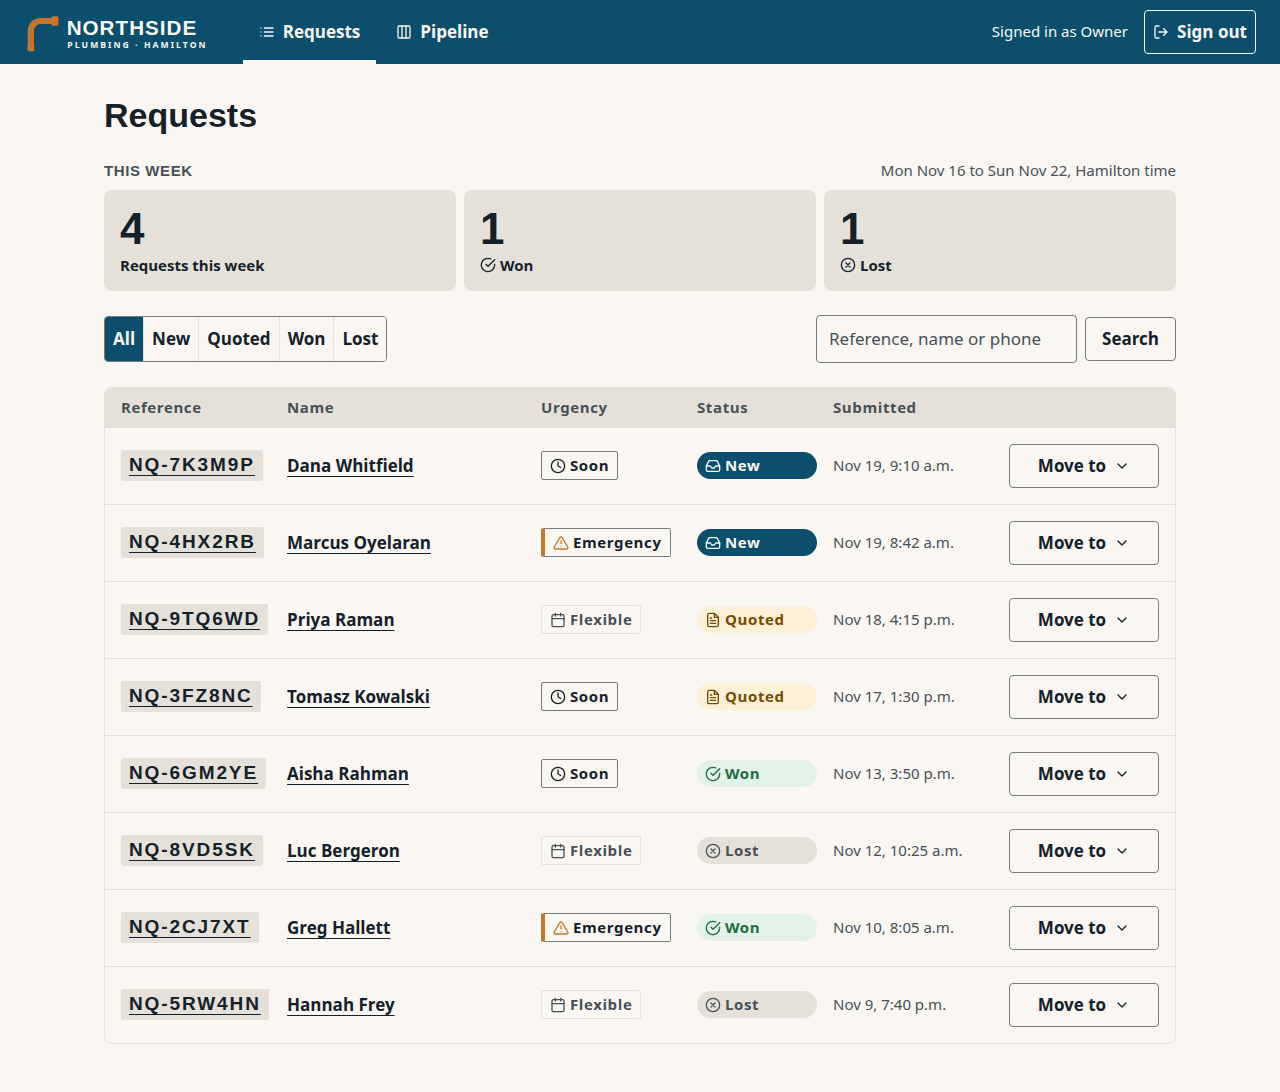 NORTHSIDE
PLUMBING · HAMILTON
Requests
Pipeline
Signed in as Owner
Sign out
Requests
THIS WEEK
Mon Nov 16 to Sun Nov 22, Hamilton time
4
Requests this week
1
Won
1
Lost
All New Quoted Won Lost
Reference, name or phone
Search
Reference Name Urgency Status Submitted
NQ-7K3M9P Dana Whitfield Soon New Nov 19, 9:10 a.m. Move to
NQ-4HX2RB Marcus Oyelaran Emergency New Nov 19, 8:42 a.m. Move to
NQ-9TQ6WD Priya Raman Flexible Quoted Nov 18, 4:15 p.m. Move to
NQ-3FZ8NC Tomasz Kowalski Soon Quoted Nov 17, 1:30 p.m. Move to
NQ-6GM2YE Aisha Rahman Soon Won Nov 13, 3:50 p.m. Move to
NQ-8VD5SK Luc Bergeron Flexible Lost Nov 12, 10:25 a.m. Move to
NQ-2CJ7XT Greg Hallett Emergency Won Nov 10, 8:05 a.m. Move to
NQ-5RW4HN Hannah Frey Flexible Lost Nov 9, 7:40 p.m. Move to